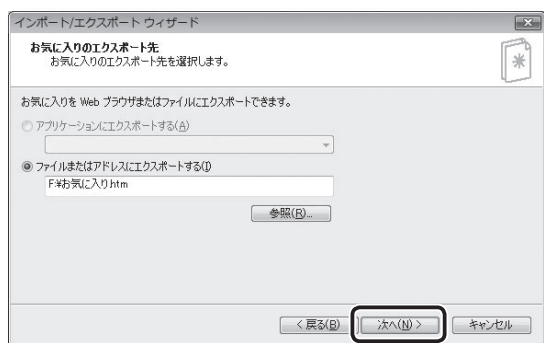 インポート/エクスポート ウィザード
お気に入りのエクスポート先
お気に入りのエクスポート先を選択します。
お気に入りを Web ブラウザまたはファイルにエクスポートできます。
アプリケーションにエクスポートする(A)
ファイルまたはアドレスにエクスポートする(I)
F:¥お気に入り.htm
参照(R)...
< 戻る(B)
次へ(N) >
キャンセル